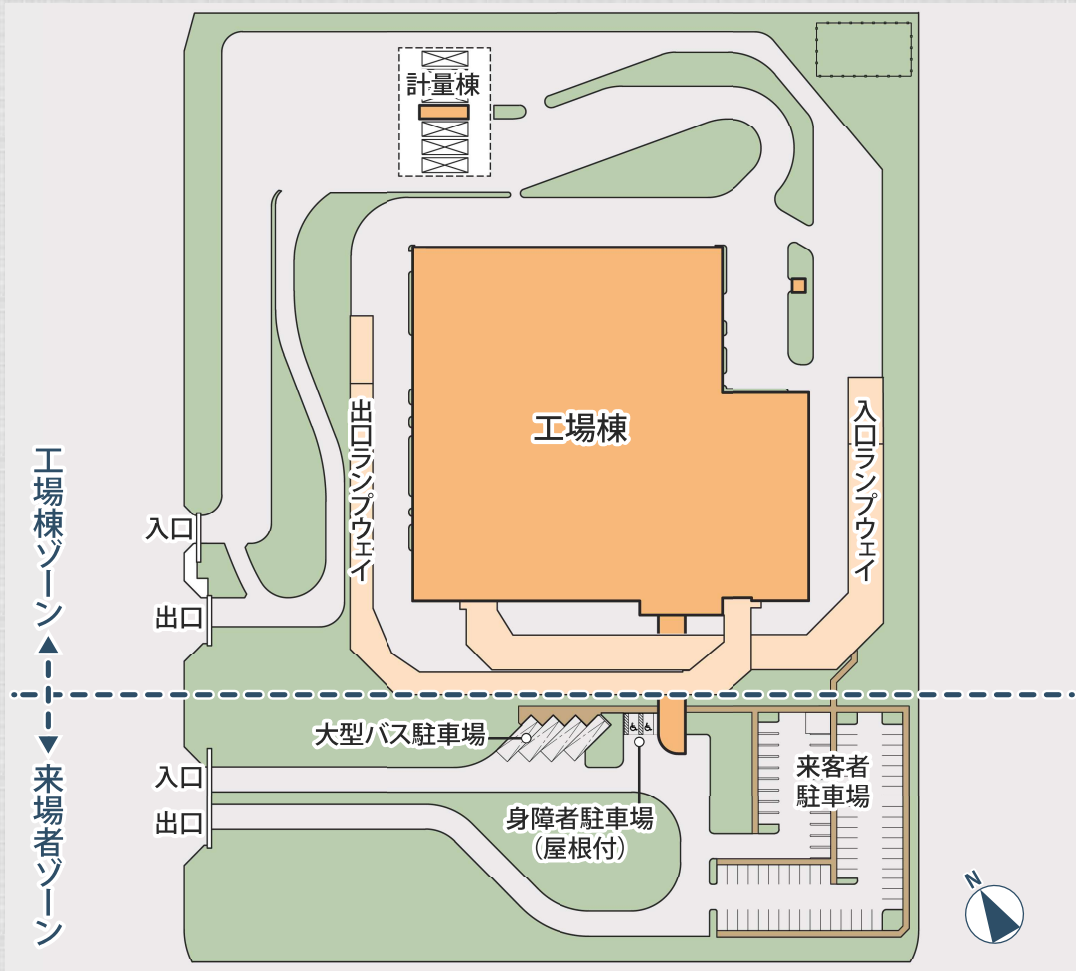 計量棟
工場棟
出口ランプウェイ
入口ランプウェイ
工場棟ゾーン
入口
出口
大型バス駐車場
身障者駐車場
（屋根付）
来客者
駐車場
入口
出口
来場者ゾーン
N